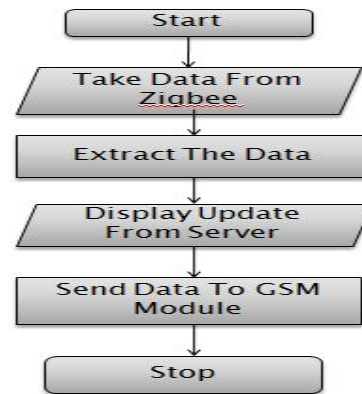 Start
Take Data From
Zigbee
Extract The Data
Display Update
From Server
Send Data To GSM
Module
Stop